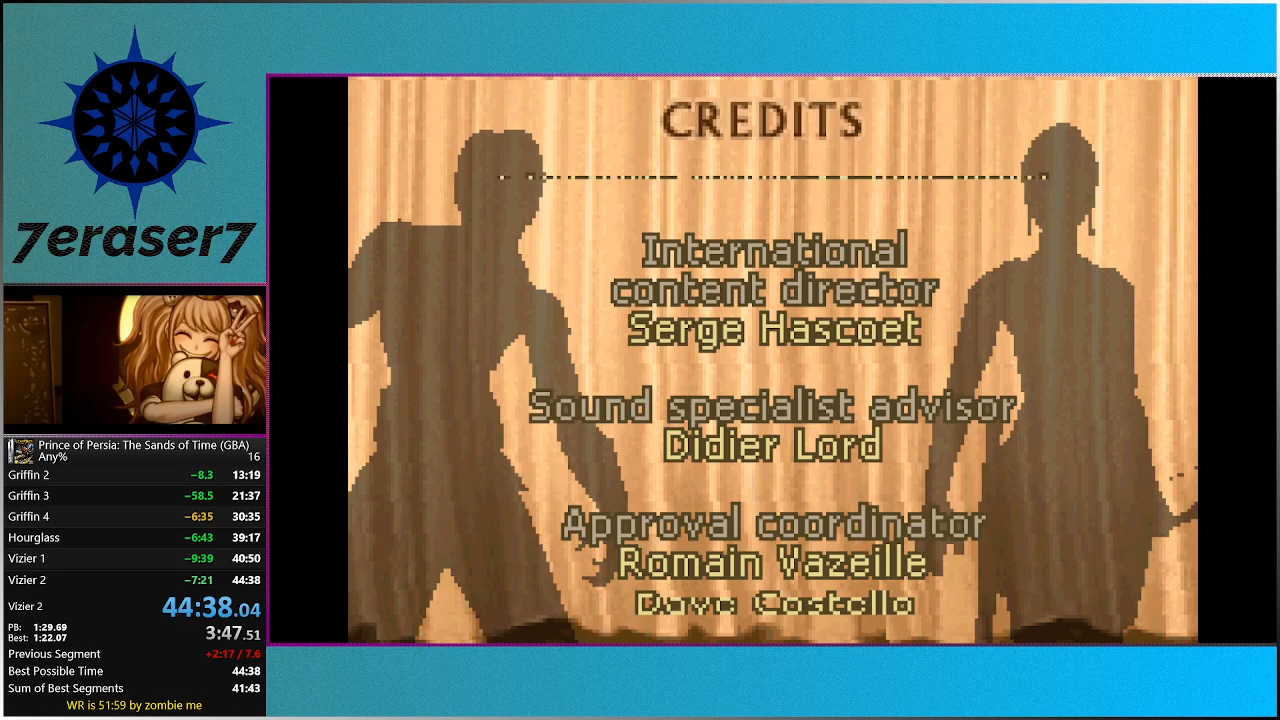 7eraser7
Prince of Persia: The Sands of Time (GBA)
Any% 16
Griffin 2 −8.3 13:19
Griffin 3 −58.5 21:37
Griffin 4 −6:35 30:35
Hourglass −6:43 39:17
Vizier 1 −9:39 40:50
Vizier 2 −7:21 44:38
Vizier 2 44:38.04
PB: 1:29.69
Best: 1:22.07
3:47.51
Previous Segment +2:17 / 7.6
Best Possible Time 44:38
Sum of Best Segments 41:43
WR is 51:59 by zombie me
CREDITS
International
content director
Serge Hascoet
Sound specialist advisor
Didier Lord
Approval coordinator
Romain Vazeille
Dave Costello